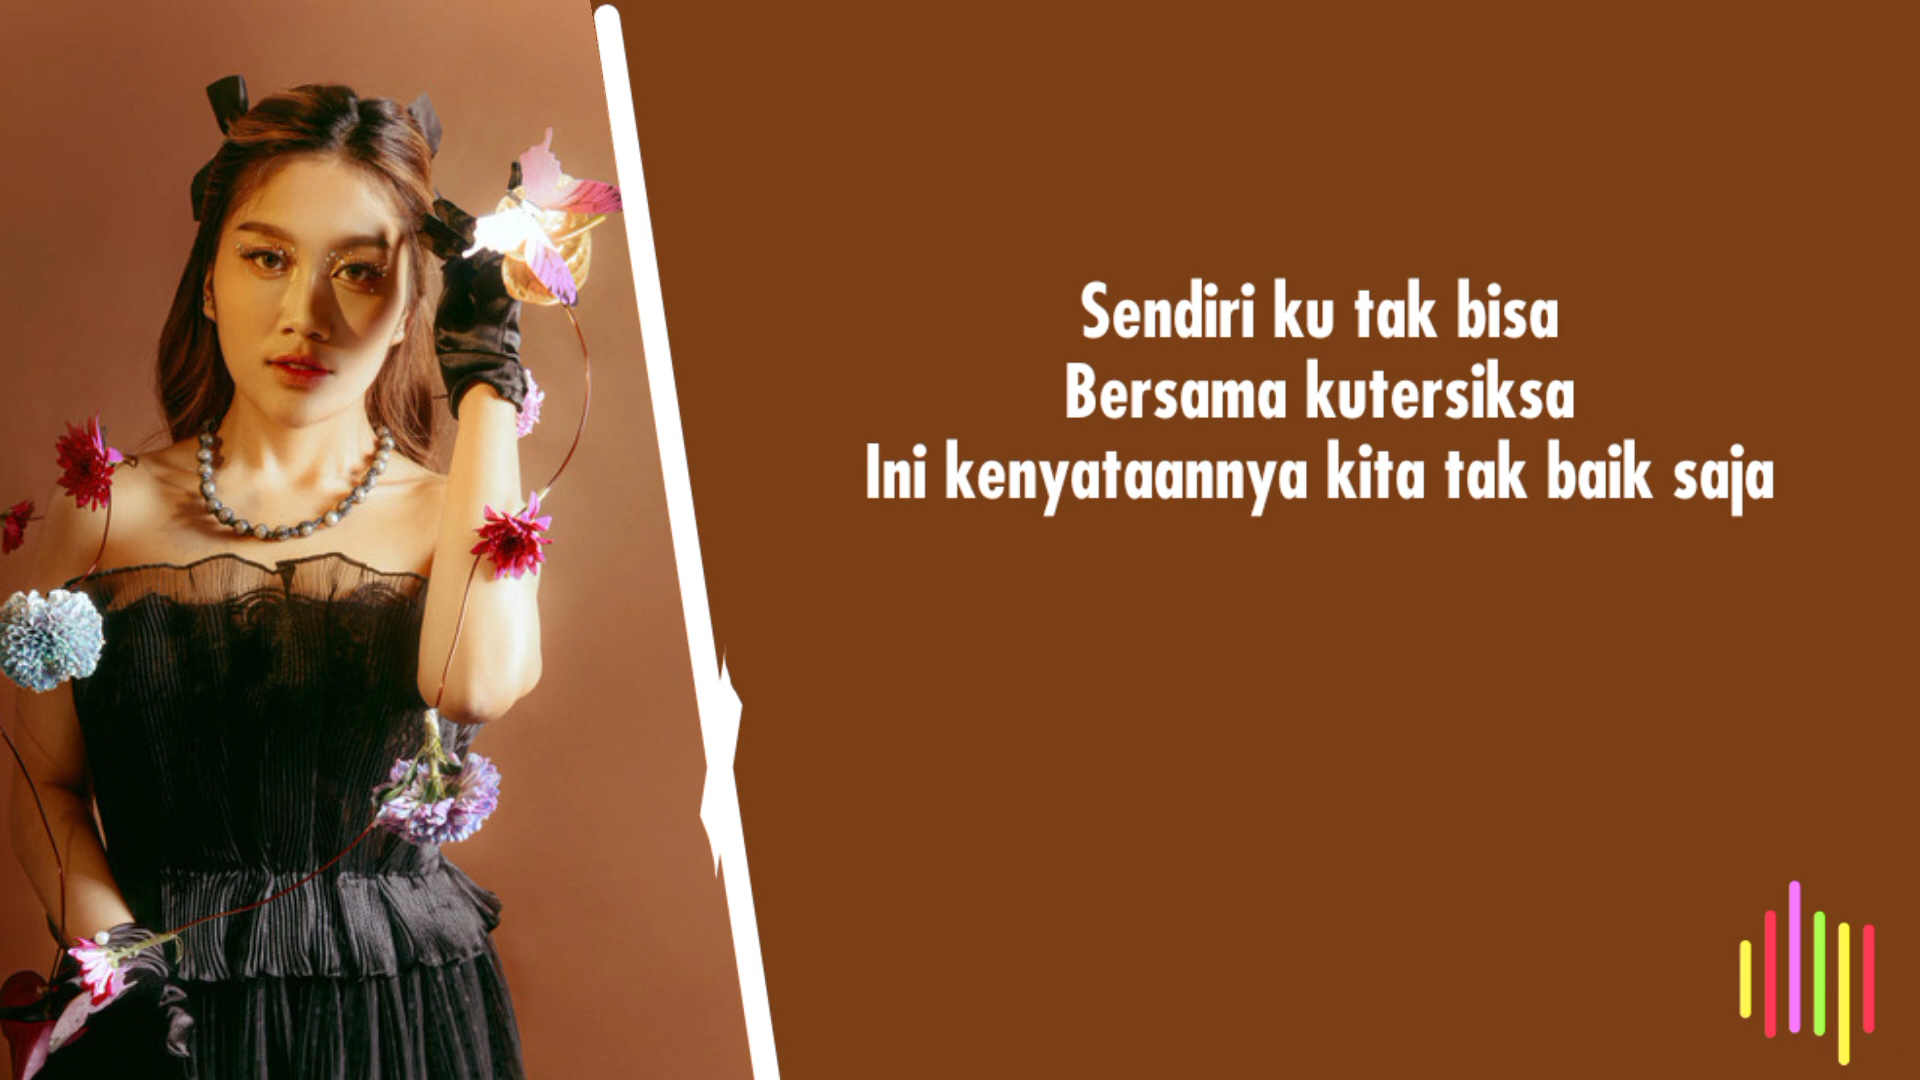 Sendiri ku tak bisa
Bersama kutersiksa
Ini kenyataannya kita tak baik saja